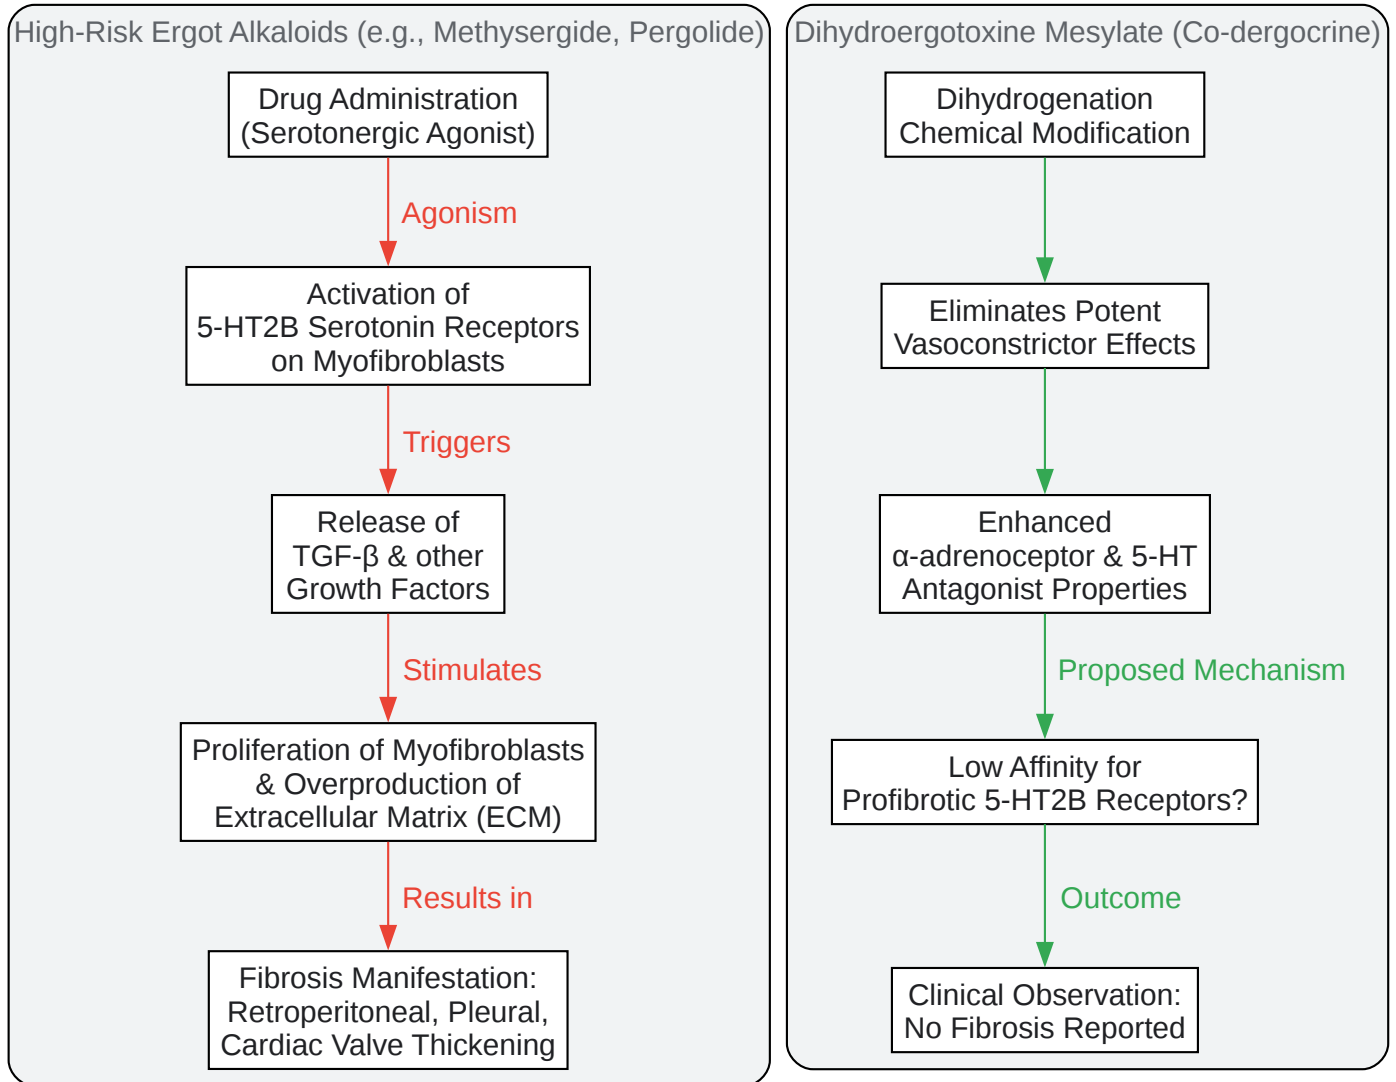 High-Risk Ergot Alkaloids (e.g., Methysergide, Pergolide)
Drug Administration
(Serotonergic Agonist)
Agonism
Activation of
5-HT2B Serotonin Receptors
on Myofibroblasts
Triggers
Release of
TGF-β & other
Growth Factors
Stimulates
Proliferation of Myofibroblasts
& Overproduction of
Extracellular Matrix (ECM)
Results in
Fibrosis Manifestation:
Retroperitoneal, Pleural,
Cardiac Valve Thickening
Dihydroergotoxine Mesylate (Co-dergocrine)
Dihydrogenation
Chemical Modification
Eliminates Potent
Vasoconstrictor Effects
Enhanced
α-adrenoceptor & 5-HT
Antagonist Properties
Proposed Mechanism
Low Affinity for
Profibrotic 5-HT2B Receptors?
Outcome
Clinical Observation:
No Fibrosis Reported